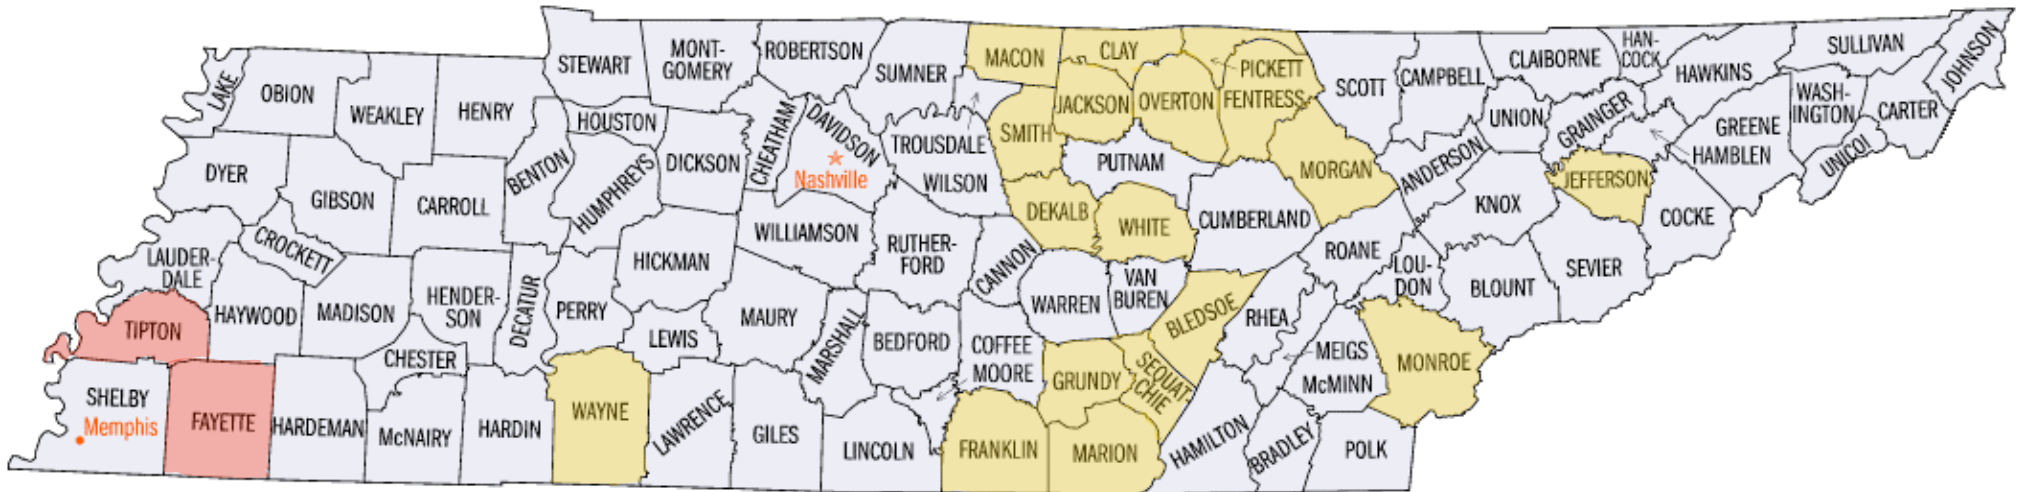 STEWART
MONT-
GOMERY
ROBERTSON
SUMNER
MACON
CLAY
PICKETT
SCOTT
CAMPBELL
CLAIBORNE
HAN-
COCK
HAWKINS
SULLIVAN
JOHNSON
LAKE
OBION
WEAKLEY
HENRY
HOUSTON
CHEATHAM
DAVIDSON
TROUSDALE
SMITH
JACKSON
OVERTON
FENTRESS
UNION
GRAINGER
WASH-
INGTON
CARTER
GREENE
HAMBLEN
UNICOI
DYER
GIBSON
CARROLL
BENTON
HUMPHREYS
DICKSON
Nashville
WILSON
PUTNAM
MORGAN
ANDERSON
KNOX
JEFFERSON
COCKE
LAUDER-
DALE
CROCKETT
HICKMAN
WILLIAMSON
RUTHER-
FORD
CANNON
DEKALB
WHITE
CUMBERLAND
ROANE
LOU-
DON
BLOUNT
SEVIER
TIPTON
HAYWOOD
MADISON
HENDER-
SON
DECATUR
PERRY
LEWIS
MAURY
MARSHALL
BEDFORD
COFFEE
MOORE
WARREN
VAN
BUREN
BLEDSOE
RHEA
MEIGS
McMINN
MONROE
SHELBY
Memphis
FAYETTE
HARDEMAN
CHESTER
McNAIRY
HARDIN
WAYNE
LAWRENCE
GILES
LINCOLN
FRANKLIN
GRUNDY
SEQUAT-
CHIE
MARION
HAMILTON
BRADLEY
POLK